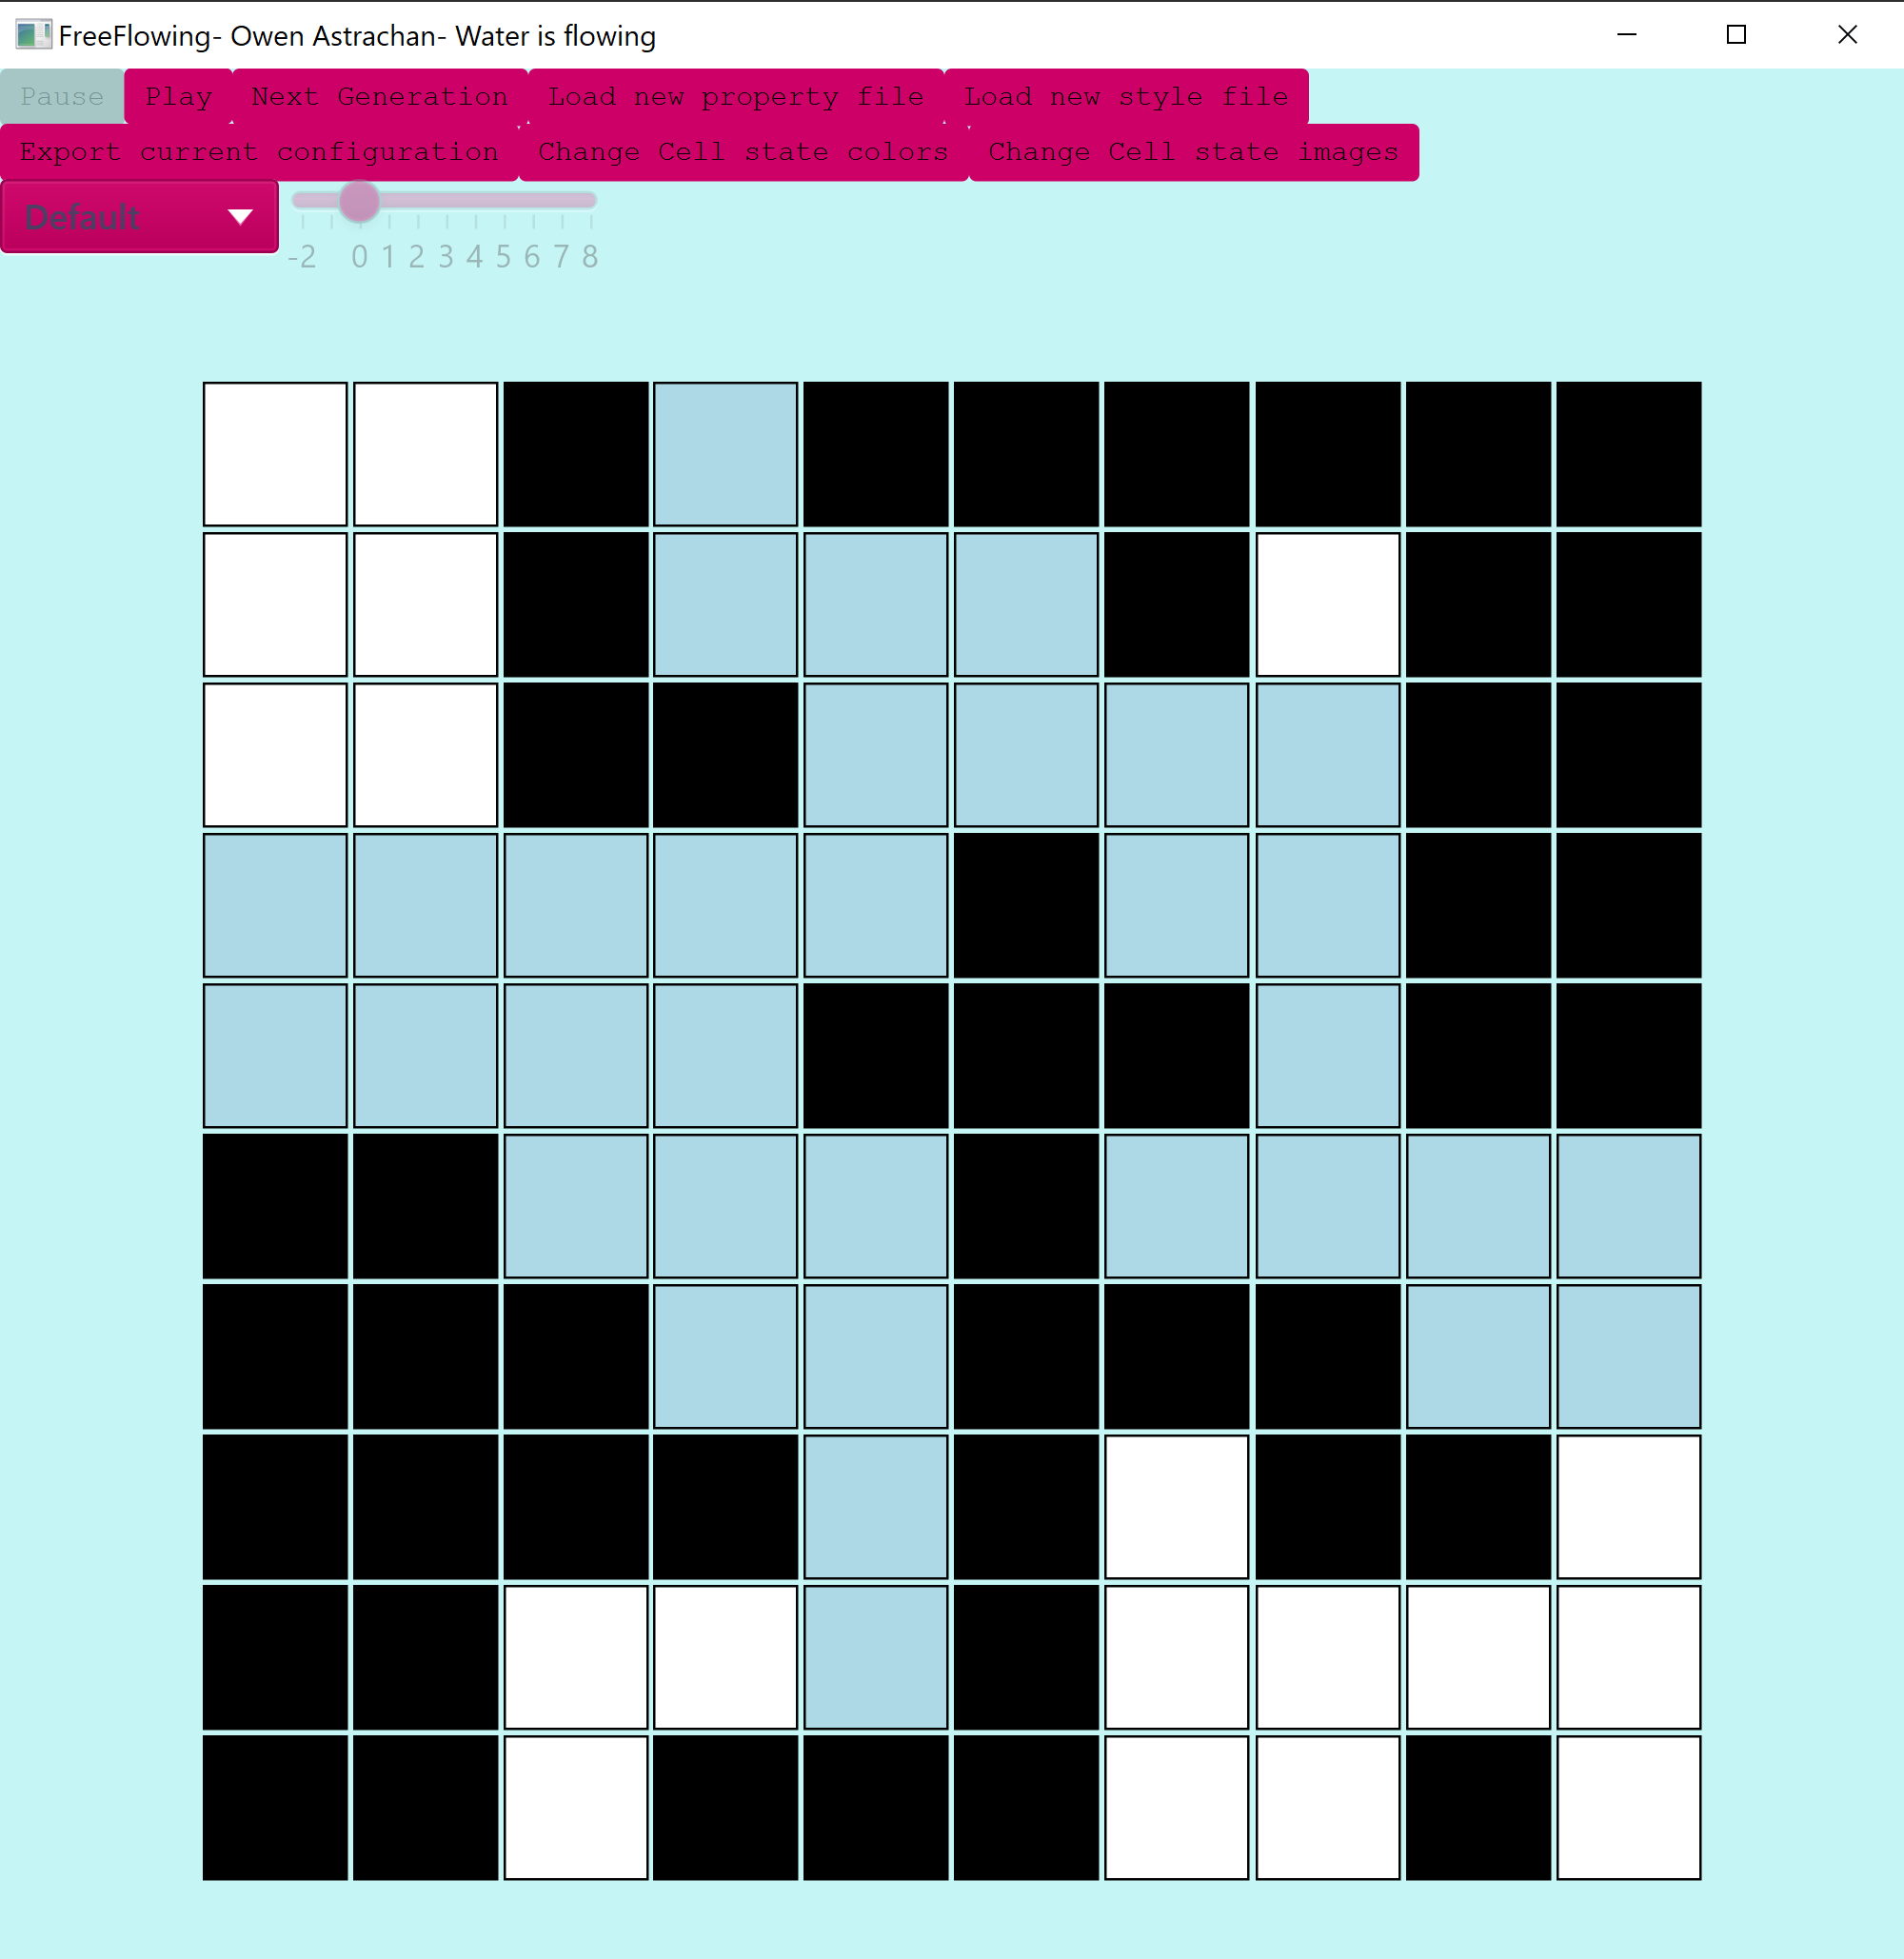 FreeFlowing- Owen Astrachan- Water is flowing
Pause Play Next Generation Load new property file Load new style file
Export current configuration Change Cell state colors Change Cell state images
Default
-2 0 1 2 3 4 5 6 7 8